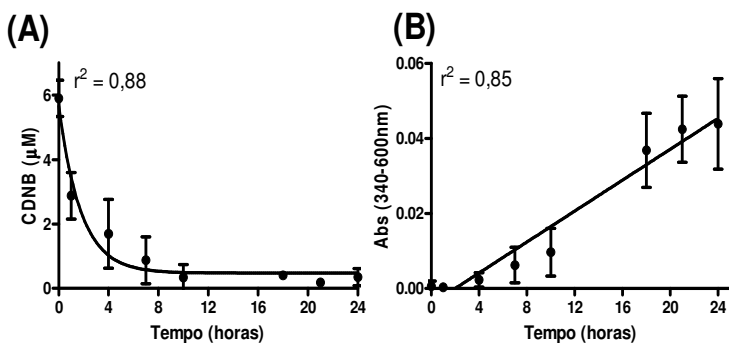 (A)
r² = 0,88
CDNB (μM)
6
4
2
0
0 4 8 12 16 20 24
Tempo (horas)
(B)
r² = 0,85
Abs (340-600nm)
0.06
0.04
0.02
0.00
0 4 8 12 16 20 24
Tempo (horas)